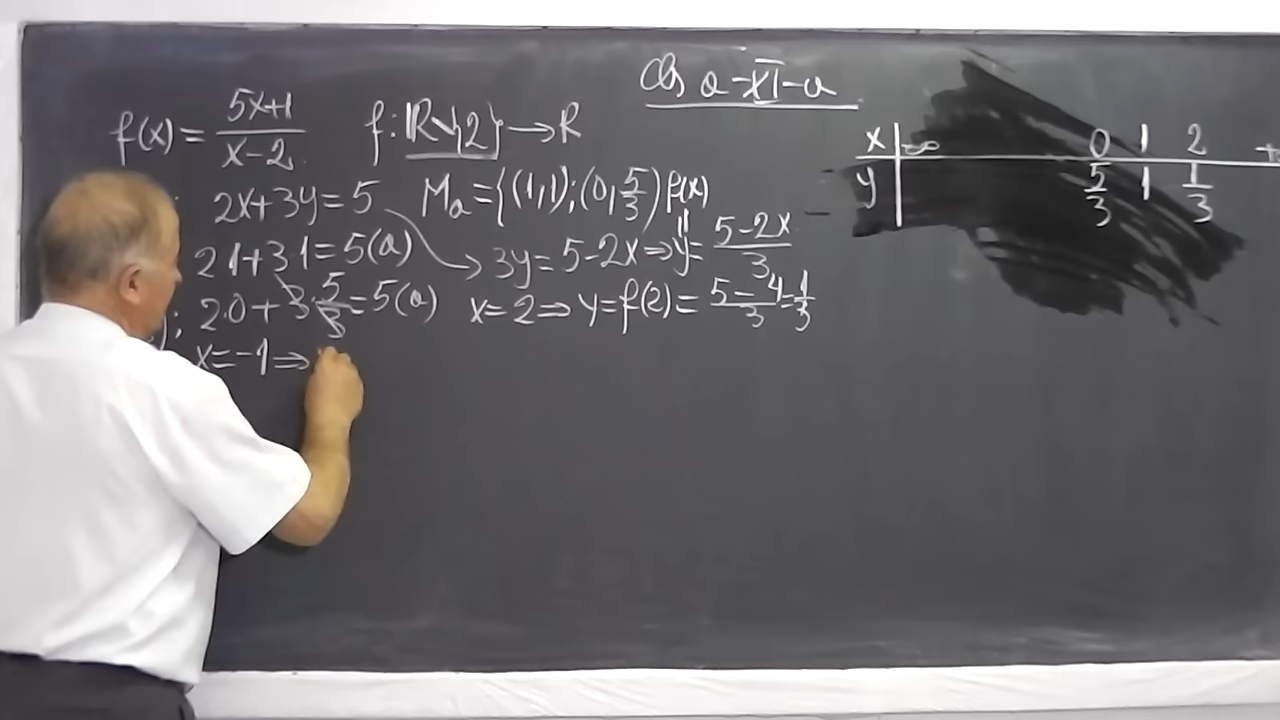 Cls a-XI-a
f(x) = (5x+1)/(x-2) f: R\{2} → R
2x+3y=5 Ma={(1,1);(0,5/3) f(x)
2·1+3·1=5(a) → 3y=5-2x ⇒ y=(5-2x)/3
; 2·0+3·5/3=5(a) x=2 ⇒ y=f(2)=(5-4)/3=1/3
x=-1 ⇒
x | -∞ 0 1 2 +
y | 5/3 1 1/3